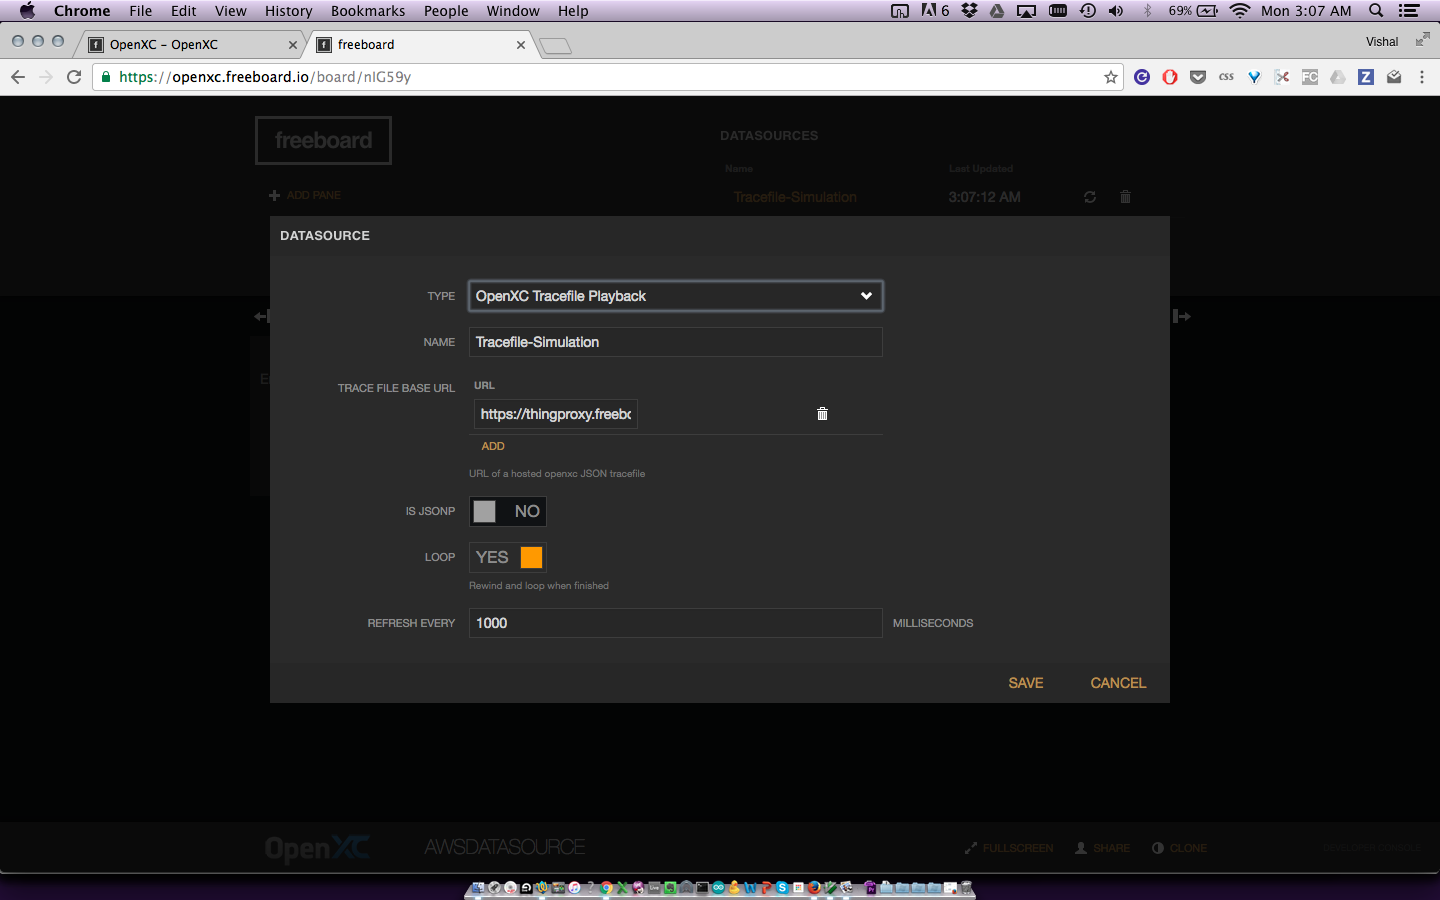 Chrome File Edit View History Bookmarks People Window Help 6 69% Mon 3:07 AM
OpenXC - OpenXC freeboard Vishal
https://openxc.freeboard.io/board/nIG59y css FC Z
freeboard
DATASOURCES
Name Last Updated
ADD PANE
Tracefile-Simulation 3:07:12 AM
DATASOURCE
TYPE OpenXC Tracefile Playback
NAME Tracefile-Simulation
TRACE FILE BASE URL URL
https://thingproxy.freebo
ADD
URL of a hosted openxc JSON tracefile
IS JSONP NO
LOOP YES
Rewind and loop when finished
REFRESH EVERY 1000 MILLISECONDS
SAVE CANCEL
OpenXC AWSDATASOURCE FULLSCREEN SHARE CLONE